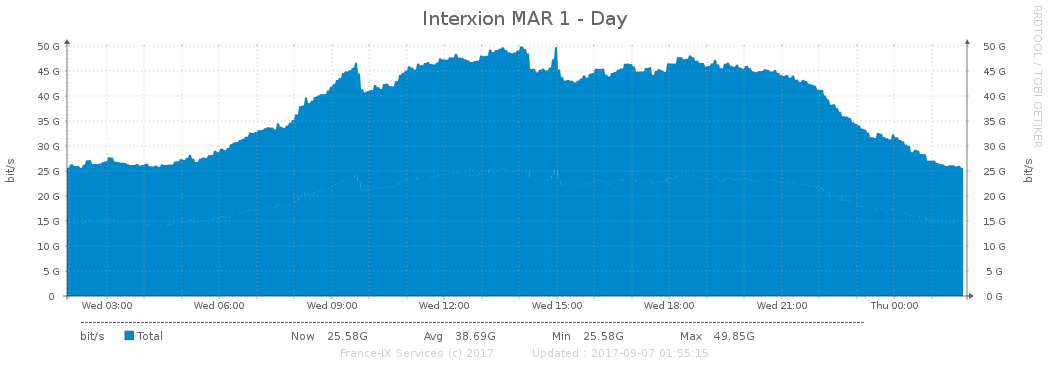 Interxion MAR 1 - Day
RRDTOOL / TOBI OETIKER
50 G 50 G
45 G 45 G
40 G 40 G
35 G 35 G
30 G 30 G
25 G 25 G
20 G 20 G
15 G 15 G
10 G 10 G
5 G 5 G
0 0 G
bit/s bit/s
Wed 03:00 Wed 06:00 Wed 09:00 Wed 12:00 Wed 15:00 Wed 18:00 Wed 21:00 Thu 00:00
bit/s Total Now 25.58G Avg 38.69G Min 25.58G Max 49.85G
France-IX Services (c) 2017 Updated : 2017-09-07 01:55:15